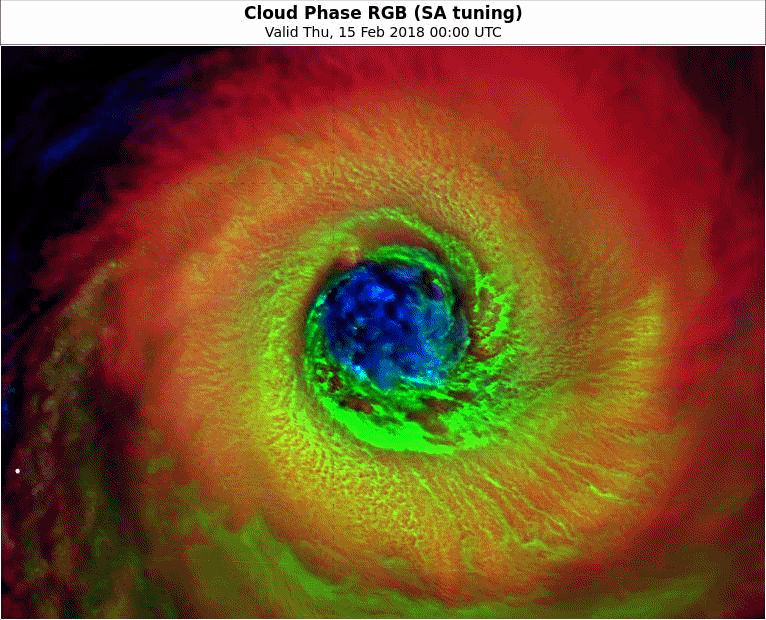 Cloud Phase RGB (SA tuning)
Valid Thu, 15 Feb 2018 00:00 UTC